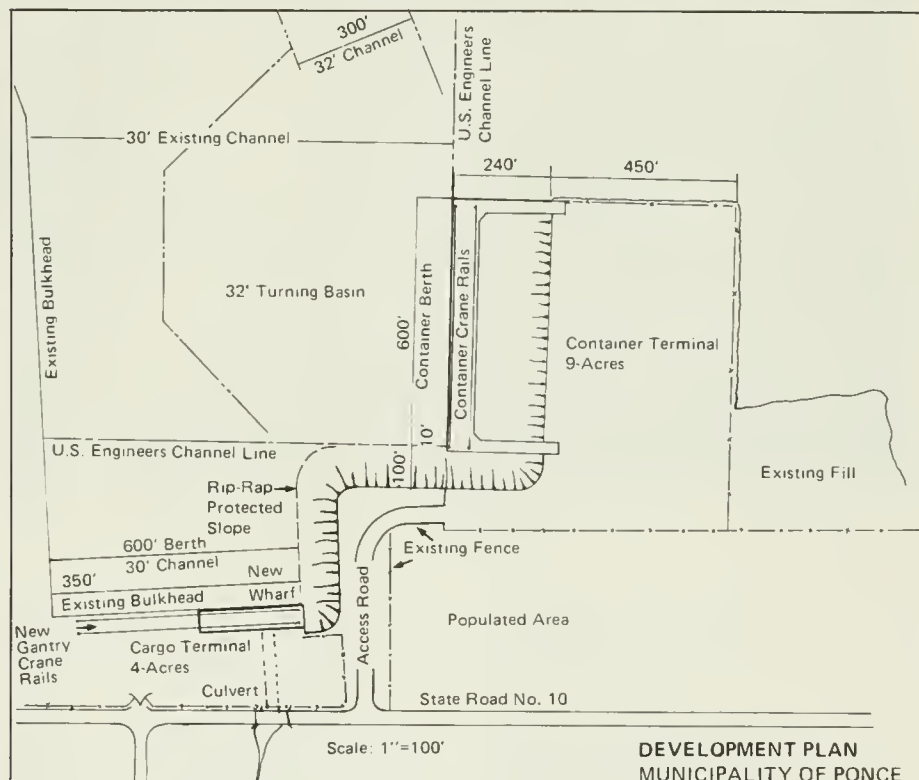 300'
32' Channel
U.S. Engineers
Channel Line
30' Existing Channel
240'
450'
Existing Bulkhead
32' Turning Basin
600'
Container Berth
Container Crane Rails
Container Terminal
9-Acres
10'
100'
U.S. Engineers Channel Line
Rip-Rap
Protected
Slope
Existing Fill
600' Berth
30' Channel
350'
New
Wharf
Existing Bulkhead
Existing Fence
Access Road
Populated Area
New
Gantry
Crane
Rails
Cargo Terminal
4-Acres
Culvert
State Road No. 10
Scale: 1"=100'
DEVELOPMENT PLAN
MUNICIPALITY OF PONCE